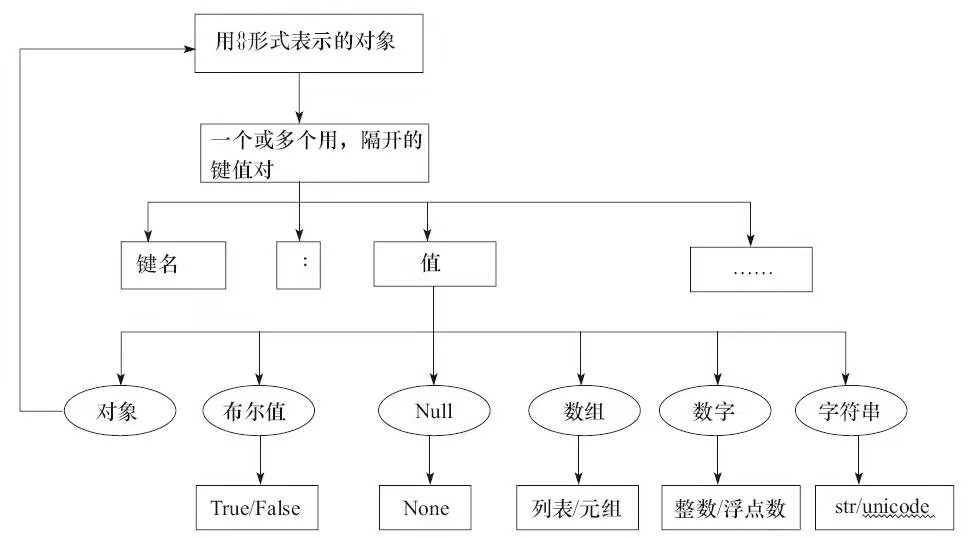 用{}形式表示的对象
一个或多个用，隔开的
键值对
键名
：
值
……
对象
布尔值
Null
数组
数字
字符串
True/False
None
列表/元组
整数/浮点数
str/unicode